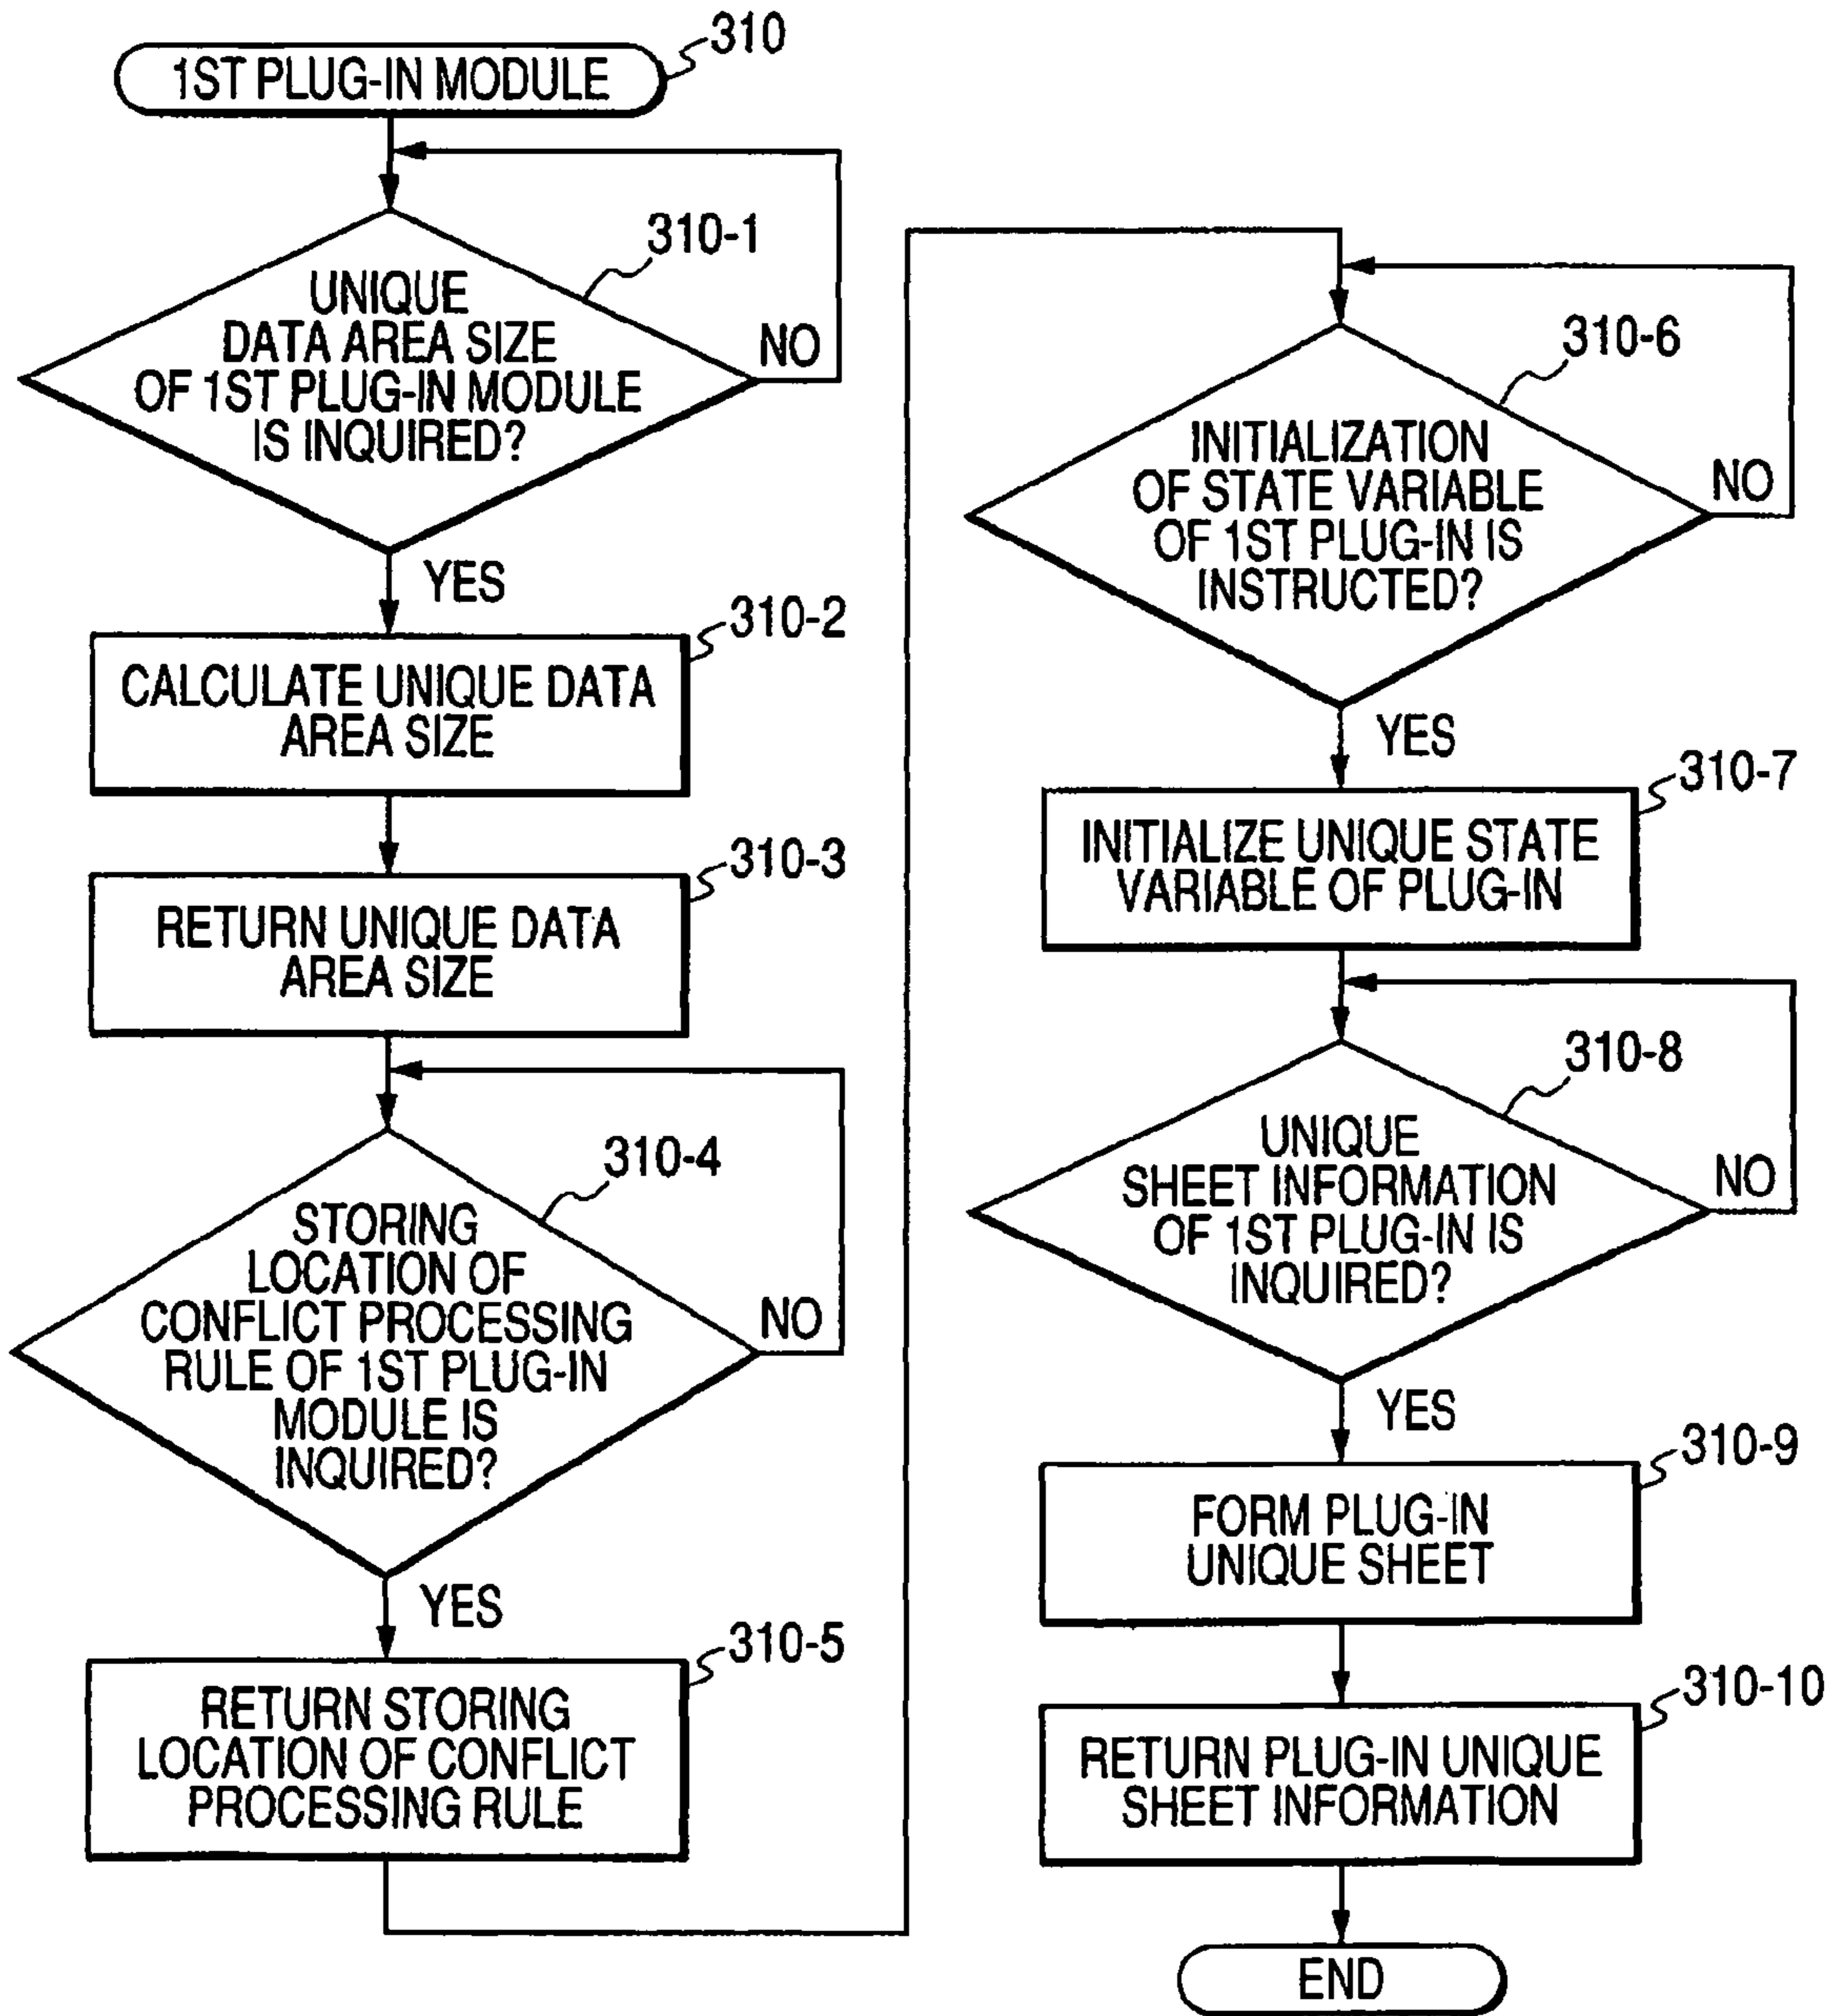 310
1ST PLUG-IN MODULE
310-1
UNIQUE
DATA AREA SIZE
OF 1ST PLUG-IN MODULE
IS INQUIRED?
NO
YES
310-2
CALCULATE UNIQUE DATA
AREA SIZE
310-3
RETURN UNIQUE DATA
AREA SIZE
310-4
STORING
LOCATION OF
CONFLICT PROCESSING
RULE OF 1ST PLUG-IN
MODULE IS
INQUIRED?
NO
YES
310-5
RETURN STORING
LOCATION OF CONFLICT
PROCESSING RULE
310-6
INITIALIZATION
OF STATE VARIABLE
OF 1ST PLUG-IN IS
INSTRUCTED?
NO
YES
310-7
INITIALIZE UNIQUE STATE
VARIABLE OF PLUG-IN
310-8
UNIQUE
SHEET INFORMATION
OF 1ST PLUG-IN IS
INQUIRED?
NO
YES
310-9
FORM PLUG-IN
UNIQUE SHEET
310-10
RETURN PLUG-IN UNIQUE
SHEET INFORMATION
END